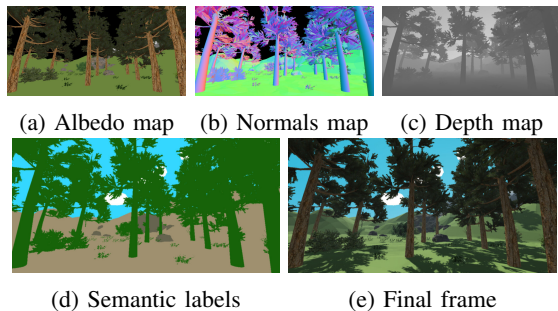 (a) Albedo map (b) Normals map (c) Depth map
(d) Semantic labels (e) Final frame